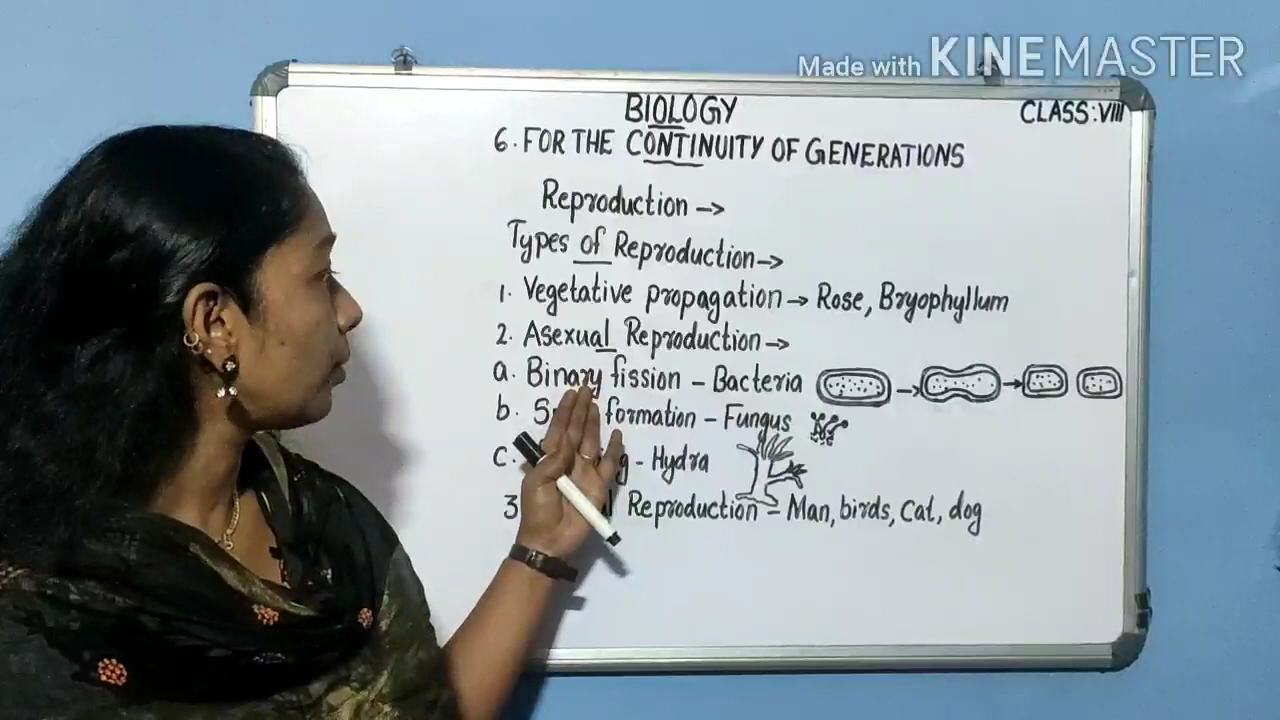 Made with KINEMASTER
BIOLOGY
CLASS:VIII
6. FOR THE CONTINUITY OF GENERATIONS
Reproduction →
Types of Reproduction →
1. Vegetative propagation → Rose, Bryophyllum
2. Asexual Reproduction →
a. Binary fission - Bacteria
b. formation - Fungus
C. - Hydra
3 Reproduction - Man, birds, Cat, dog